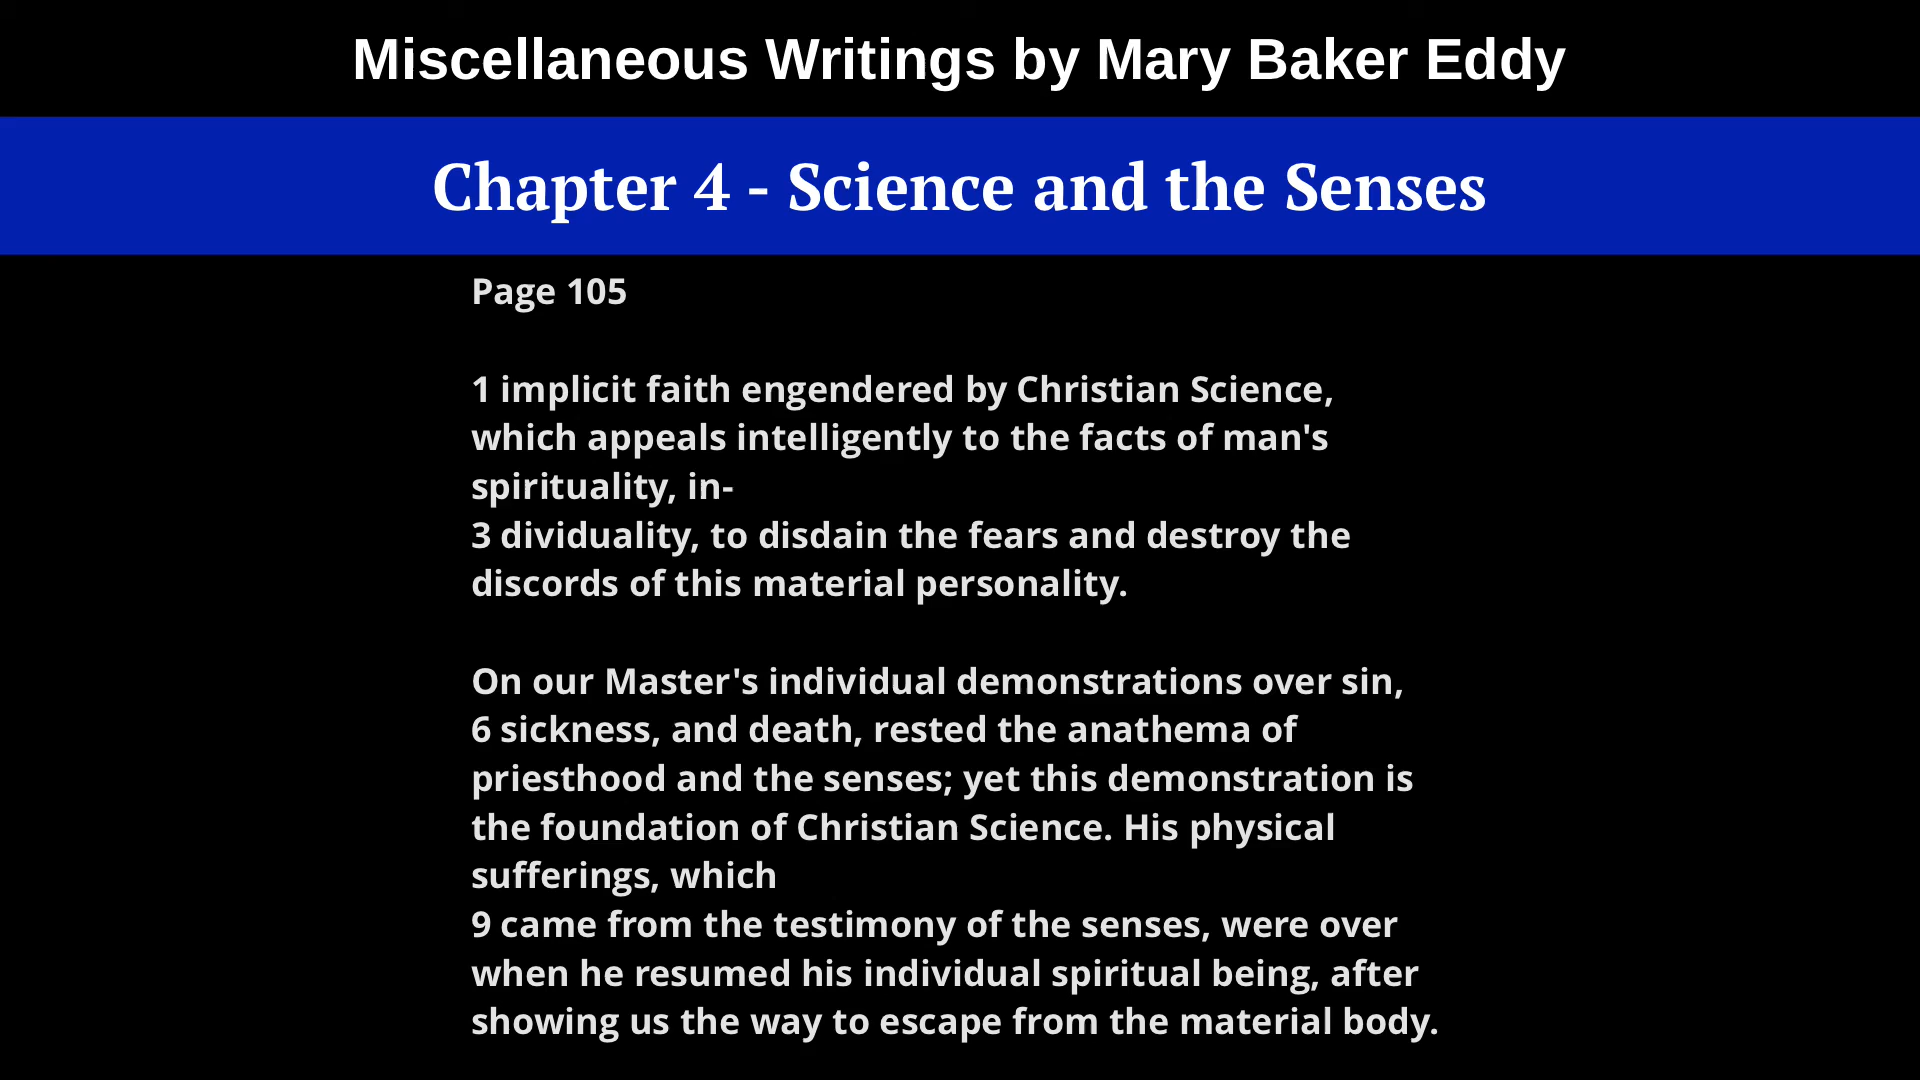 Miscellaneous Writings by Mary Baker Eddy
Chapter 4 - Science and the Senses
Page 105
1 implicit faith engendered by Christian Science,
which appeals intelligently to the facts of man's
spirituality, in-
3 dividuality, to disdain the fears and destroy the
discords of this material personality.
On our Master's individual demonstrations over sin,
6 sickness, and death, rested the anathema of
priesthood and the senses; yet this demonstration is
the foundation of Christian Science. His physical
sufferings, which
9 came from the testimony of the senses, were over
when he resumed his individual spiritual being, after
showing us the way to escape from the material body.